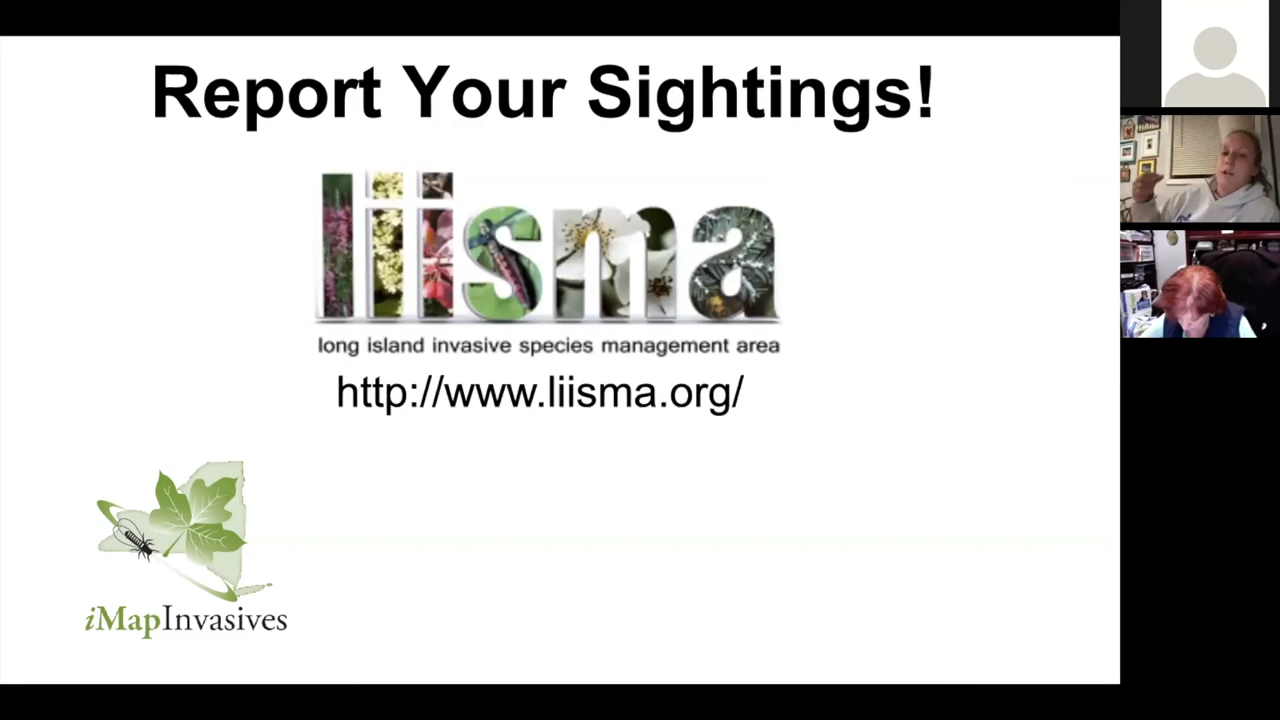 Report Your Sightings!
liisma
long island invasive species management area
http://www.liisma.org/
iMapInvasives